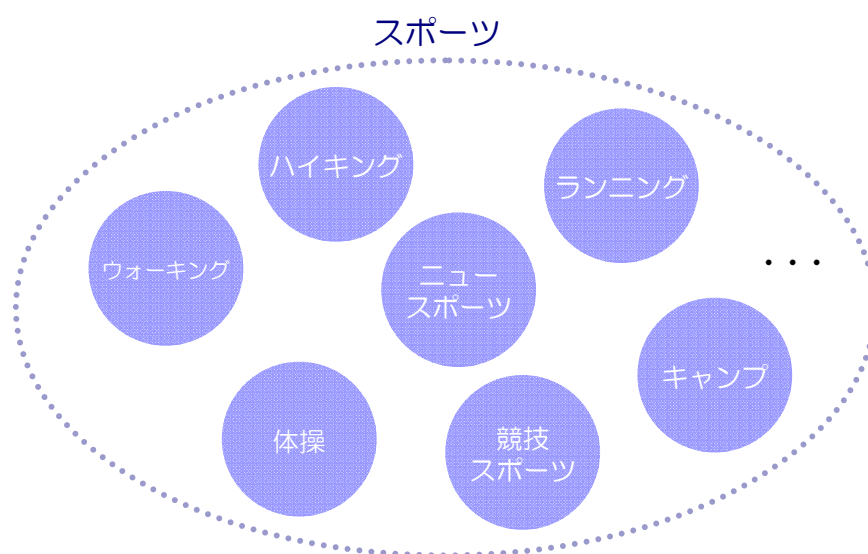 スポーツ
ハイキング
ランニング
ウォーキング
ニュー
スポーツ
・・・
キャンプ
体操
競技
スポーツ